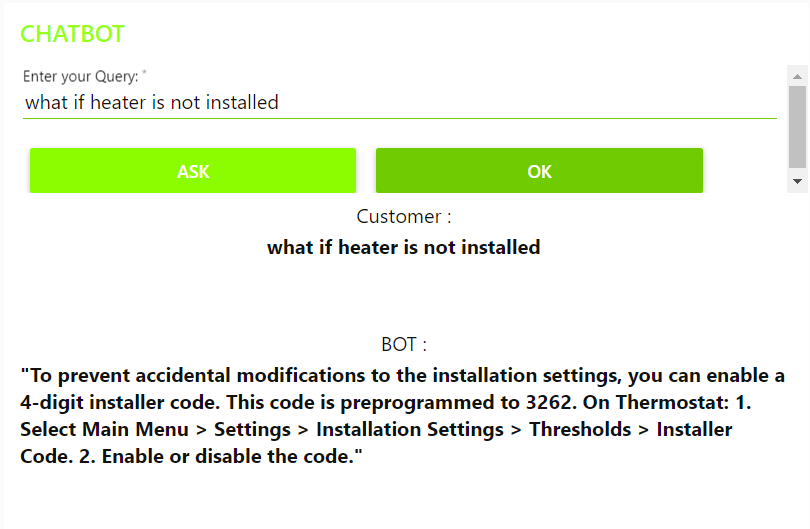 CHATBOT
Enter your Query: *
what if heater is not installed
ASK OK
Customer :
what if heater is not installed
BOT :
"To prevent accidental modifications to the installation settings, you can enable a
4-digit installer code. This code is preprogrammed to 3262. On Thermostat: 1.
Select Main Menu > Settings > Installation Settings > Thresholds > Installer
Code. 2. Enable or disable the code."